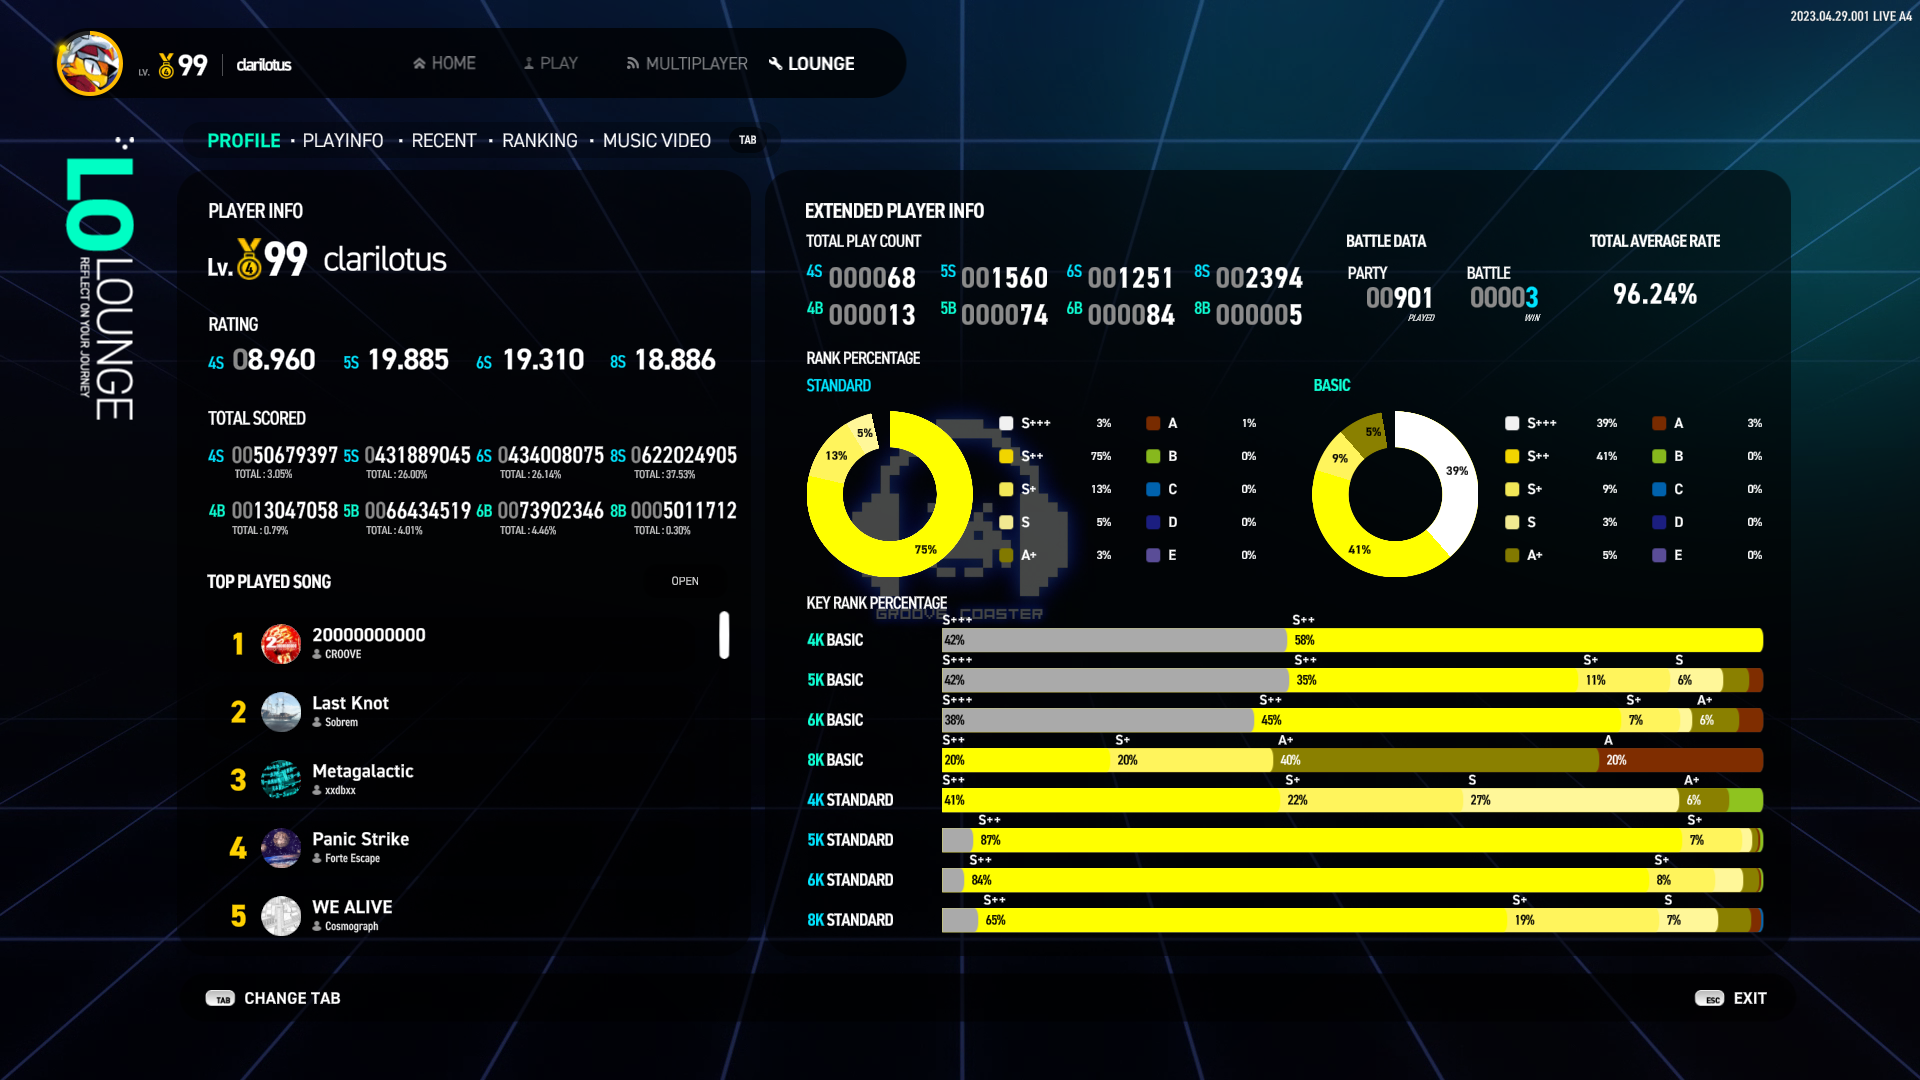 2023.04.29.001 LIVE A4
LV. 4 99 clarilotus
HOME PLAY MULTIPLAYER LOUNGE
PROFILE · PLAYINFO · RECENT · RANKING · MUSIC VIDEO TAB
LO
LOUNGE
REFLECT ON YOUR JOURNEY
PLAYER INFO
Lv. 4 99 clarilotus
RATING
4S 08.960 5S 19.885 6S 19.310 8S 18.886
TOTAL SCORED
4S 0050679397 5S 0431889045 6S 0434008075 8S 0622024905
TOTAL : 3.05% TOTAL : 26.00% TOTAL : 26.14% TOTAL : 37.53%
4B 0013047058 5B 0066434519 6B 0073902346 8B 0005011712
TOTAL : 0.79% TOTAL : 4.01% TOTAL : 4.46% TOTAL : 0.30%
TOP PLAYED SONG OPEN
1 20000000000
CROOVE
2 Last Knot
Sobrem
3 Metagalactic
xxdbxx
4 Panic Strike
Forte Escape
5 WE ALIVE
Cosmograph
EXTENDED PLAYER INFO
TOTAL PLAY COUNT
4S 000068 5S 001560 6S 001251 8S 002394
4B 000013 5B 000074 6B 000084 8B 000005
BATTLE DATA
PARTY BATTLE
00901 00003
PLAYED WIN
TOTAL AVERAGE RATE
96.24%
RANK PERCENTAGE
STANDARD
5%
13%
75%
S+++ 3% A 1%
S++ 75% B 0%
S+ 13% C 0%
S 5% D 0%
A+ 3% E 0%
BASIC
5%
9%
39%
41%
S+++ 39% A 3%
S++ 41% B 0%
S+ 9% C 0%
S 3% D 0%
A+ 5% E 0%
GROOVE COASTER
KEY RANK PERCENTAGE
S+++ S++
4K BASIC 42% 58%
S+++ S++ S+ S
5K BASIC 42% 35% 11% 6%
S+++ S++ S+ A+
6K BASIC 38% 45% 7% 6%
S++ S+ A+ A
8K BASIC 20% 20% 40% 20%
S++ S+ S A+
4K STANDARD 41% 22% 27% 6%
S++ S+
5K STANDARD 87% 7%
S++ S+
6K STANDARD 84% 8%
S++ S+ S
8K STANDARD 65% 19% 7%
TAB CHANGE TAB
ESC EXIT